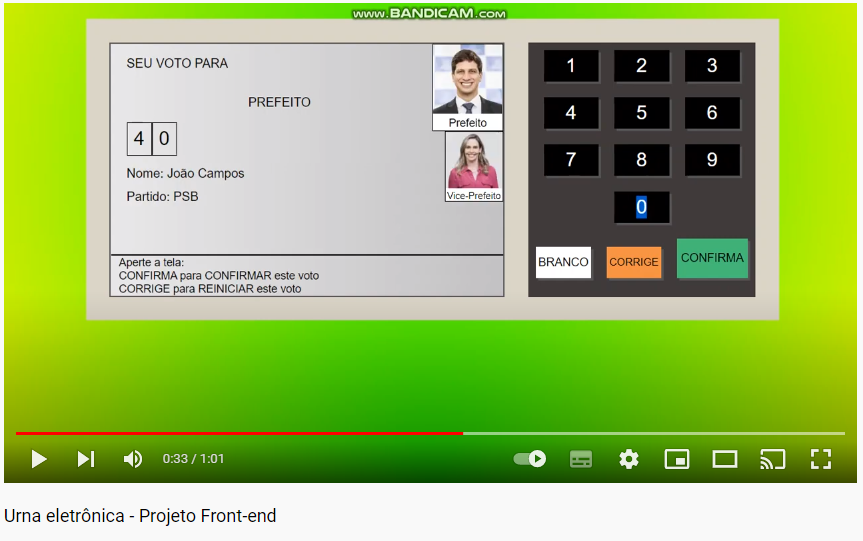 www.BANDICAM.com
SEU VOTO PARA
PREFEITO
4 0
Nome: João Campos
Partido: PSB
Prefeito
Vice-Prefeito
Aperte a tela:
CONFIRMA para CONFIRMAR este voto
CORRIGE para REINICIAR este voto
1 2 3
4 5 6
7 8 9
0
BRANCO CORRIGE CONFIRMA
0:33 / 1:01
Urna eletrônica - Projeto Front-end